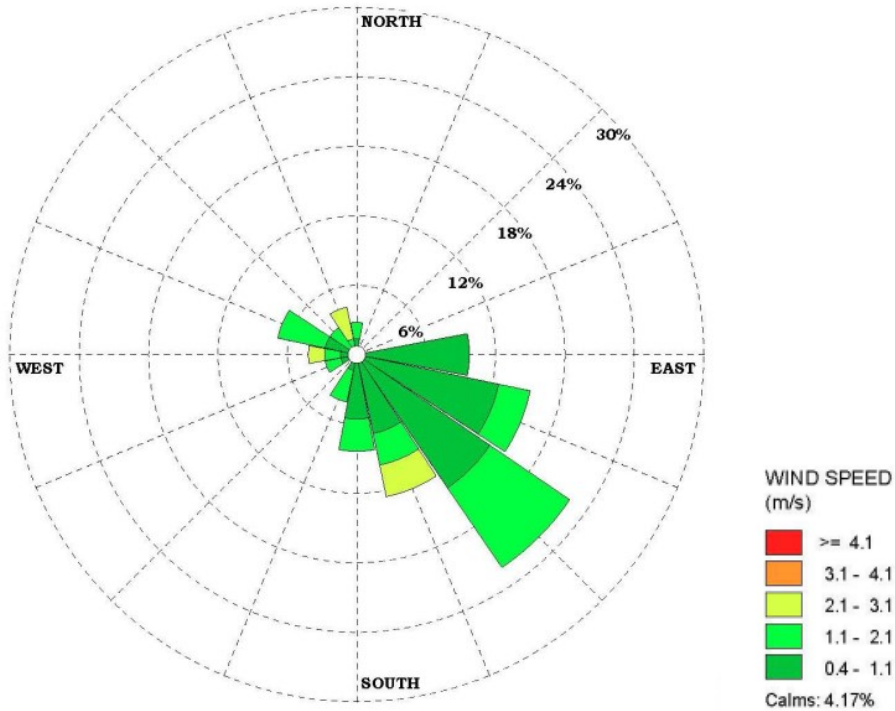 NORTH
30%
24%
18%
12%
6%
WEST
EAST
SOUTH
WIND SPEED
(m/s)
>= 4.1
3.1 - 4.1
2.1 - 3.1
1.1 - 2.1
0.4 - 1.1
Calms: 4.17%